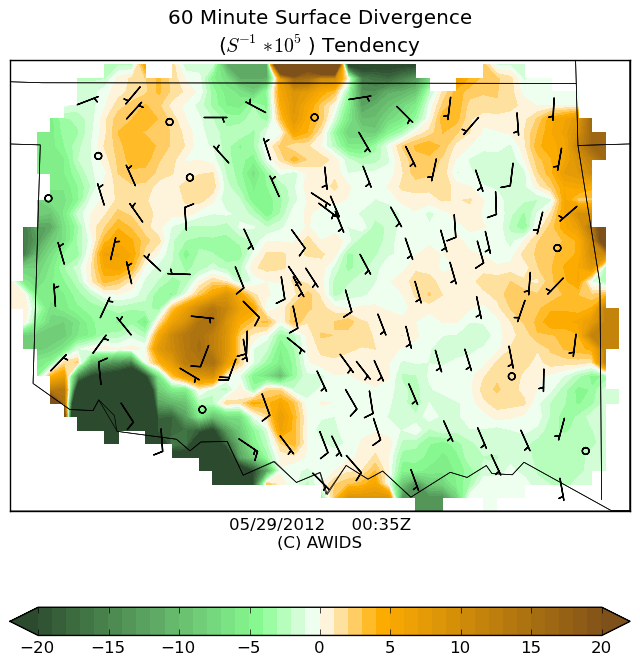 60 Minute Surface Divergence
(S⁻¹ ∗ 10⁵ ) Tendency
05/29/2012 00:35Z
(C) AWIDS
−20 −15 −10 −5 0 5 10 15 20